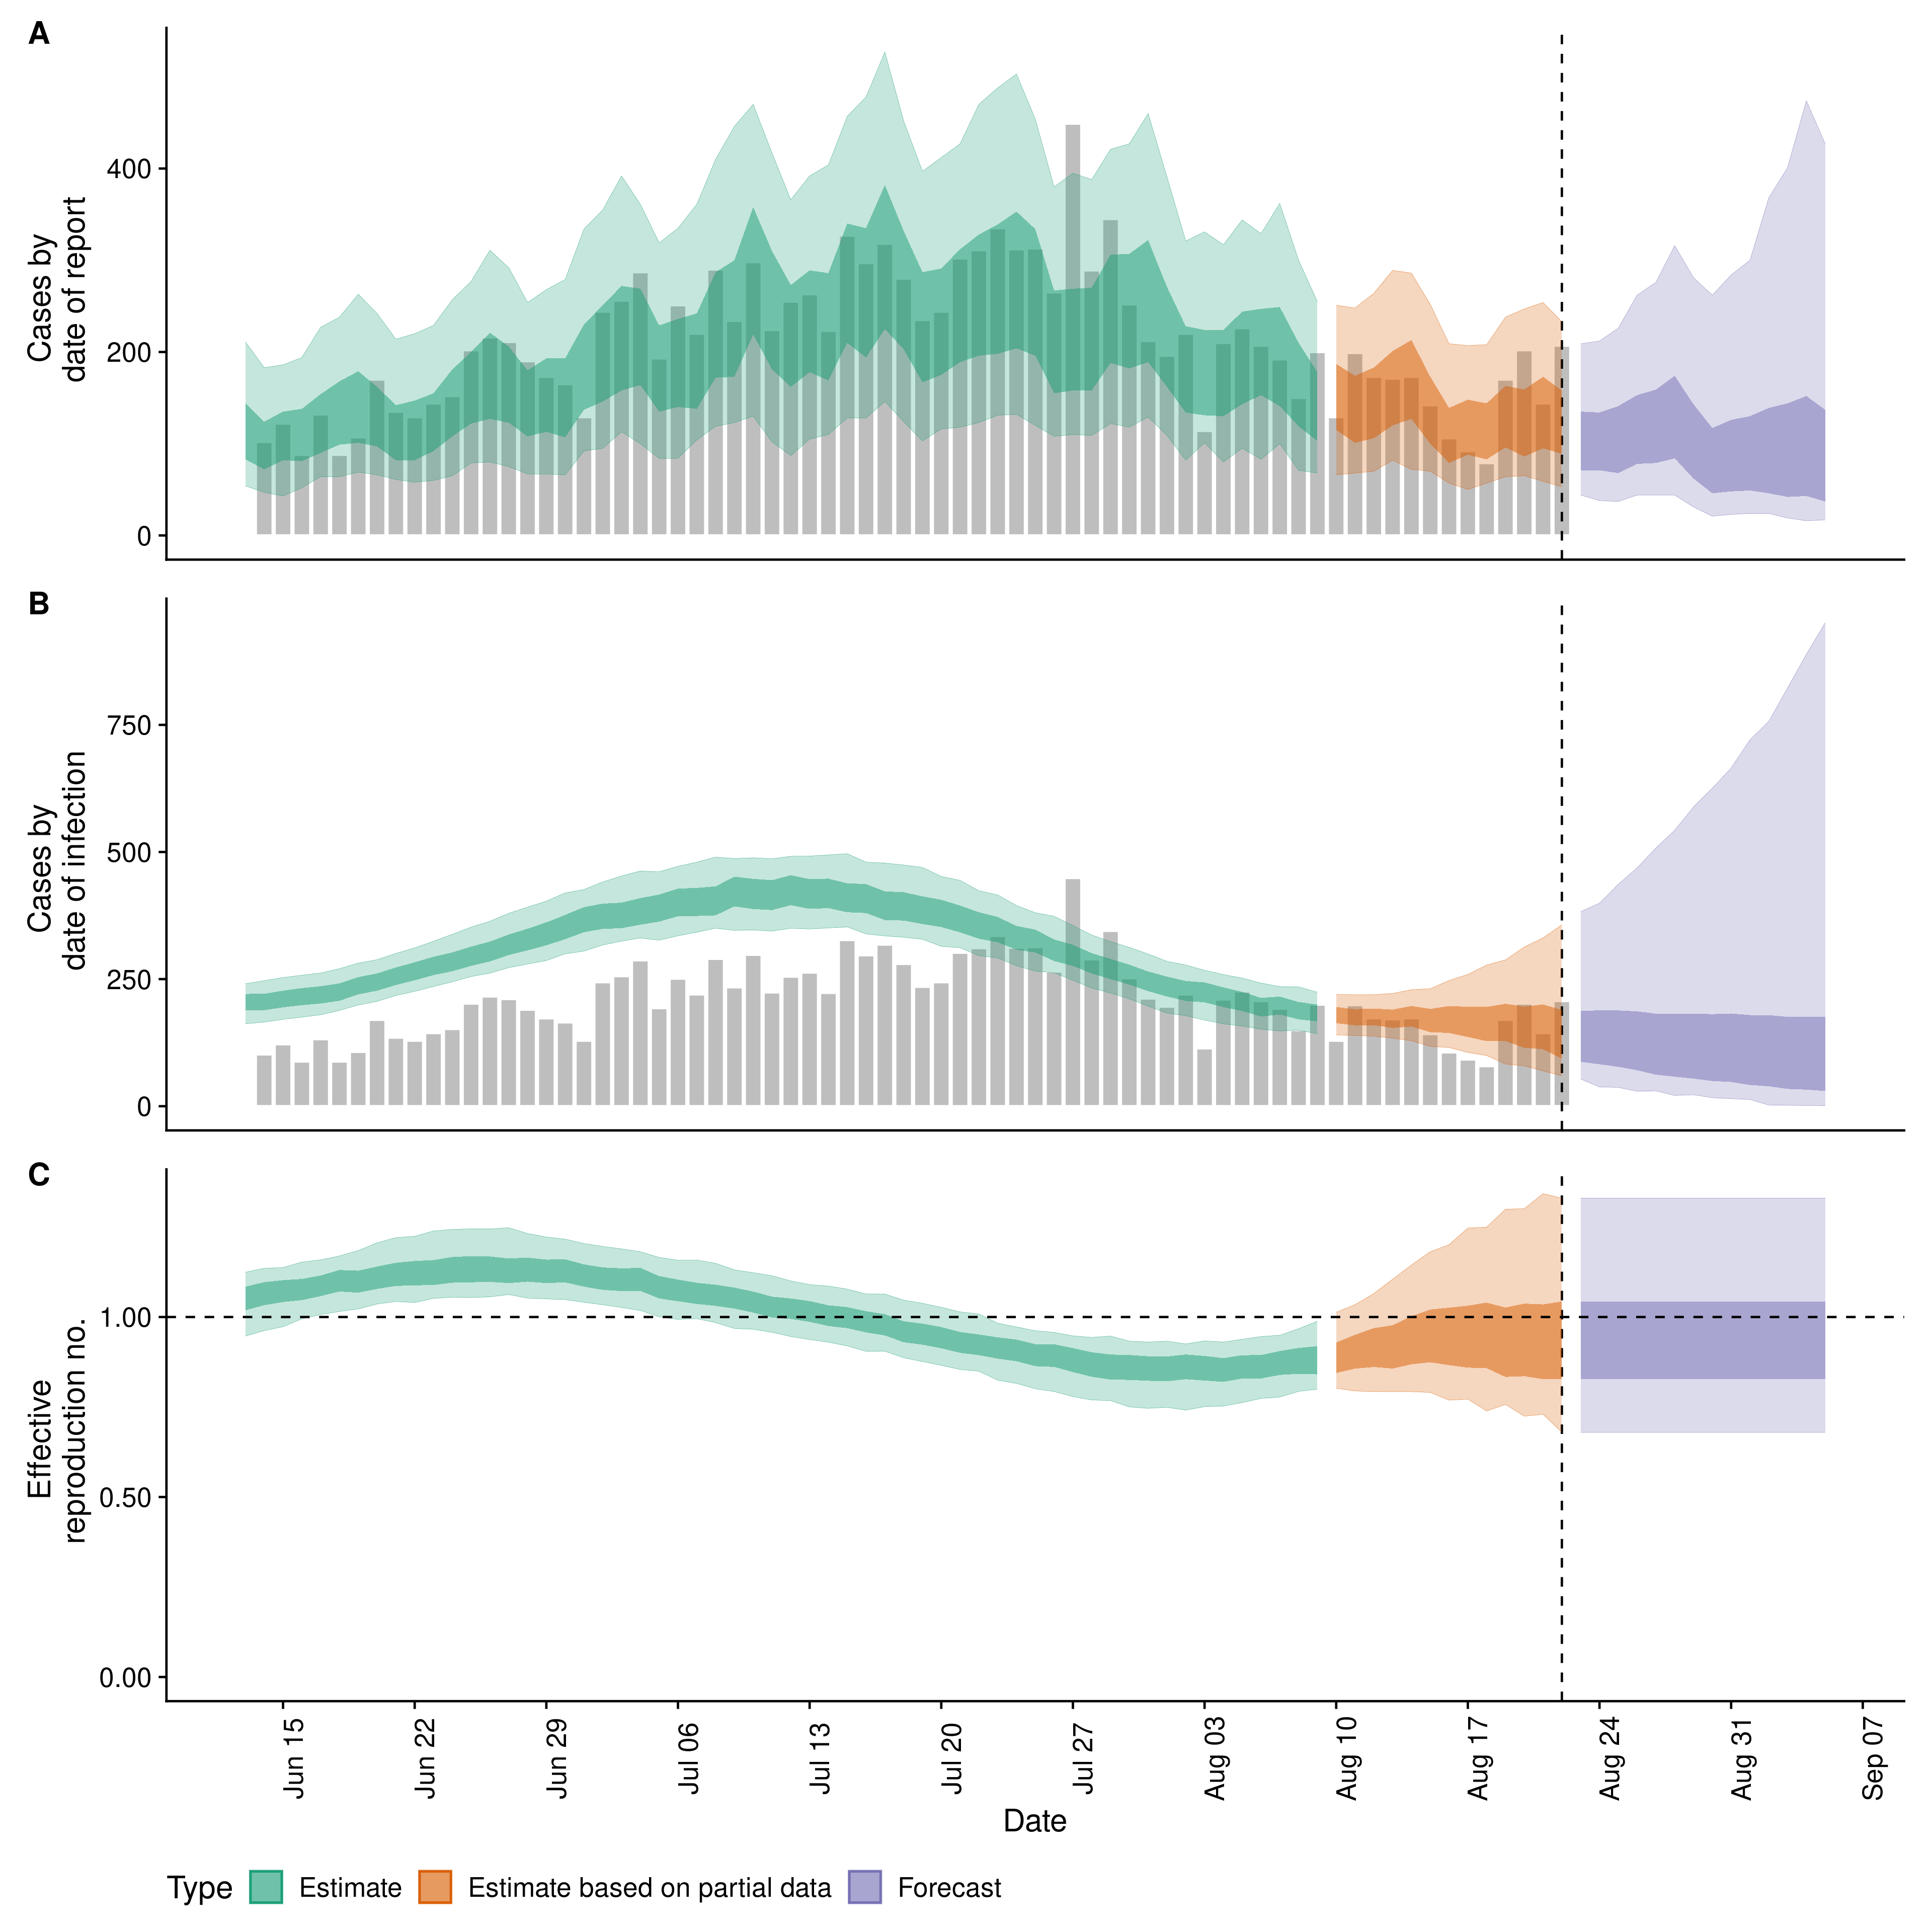 A
Cases by
date of report
400
200
0
B
Cases by
date of infection
750
500
250
0
C
Effective
reproduction no.
1.00
0.50
0.00
Jun 15
Jun 22
Jun 29
Jul 06
Jul 13
Jul 20
Jul 27
Aug 03
Aug 10
Aug 17
Aug 24
Aug 31
Sep 07
Date
Type Estimate Estimate based on partial data Forecast